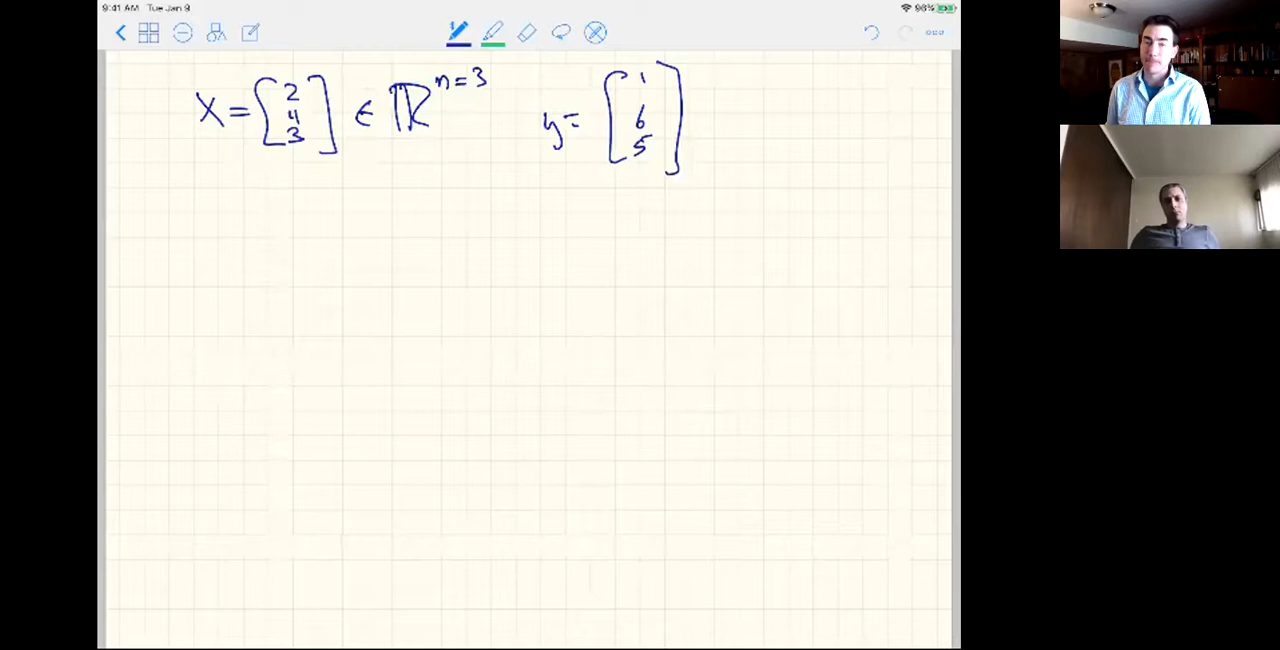 9:41 AM Tue Jan 9 96%
X = [2 4 3] ∈ ℝ^n=3 y = [1 6 5]